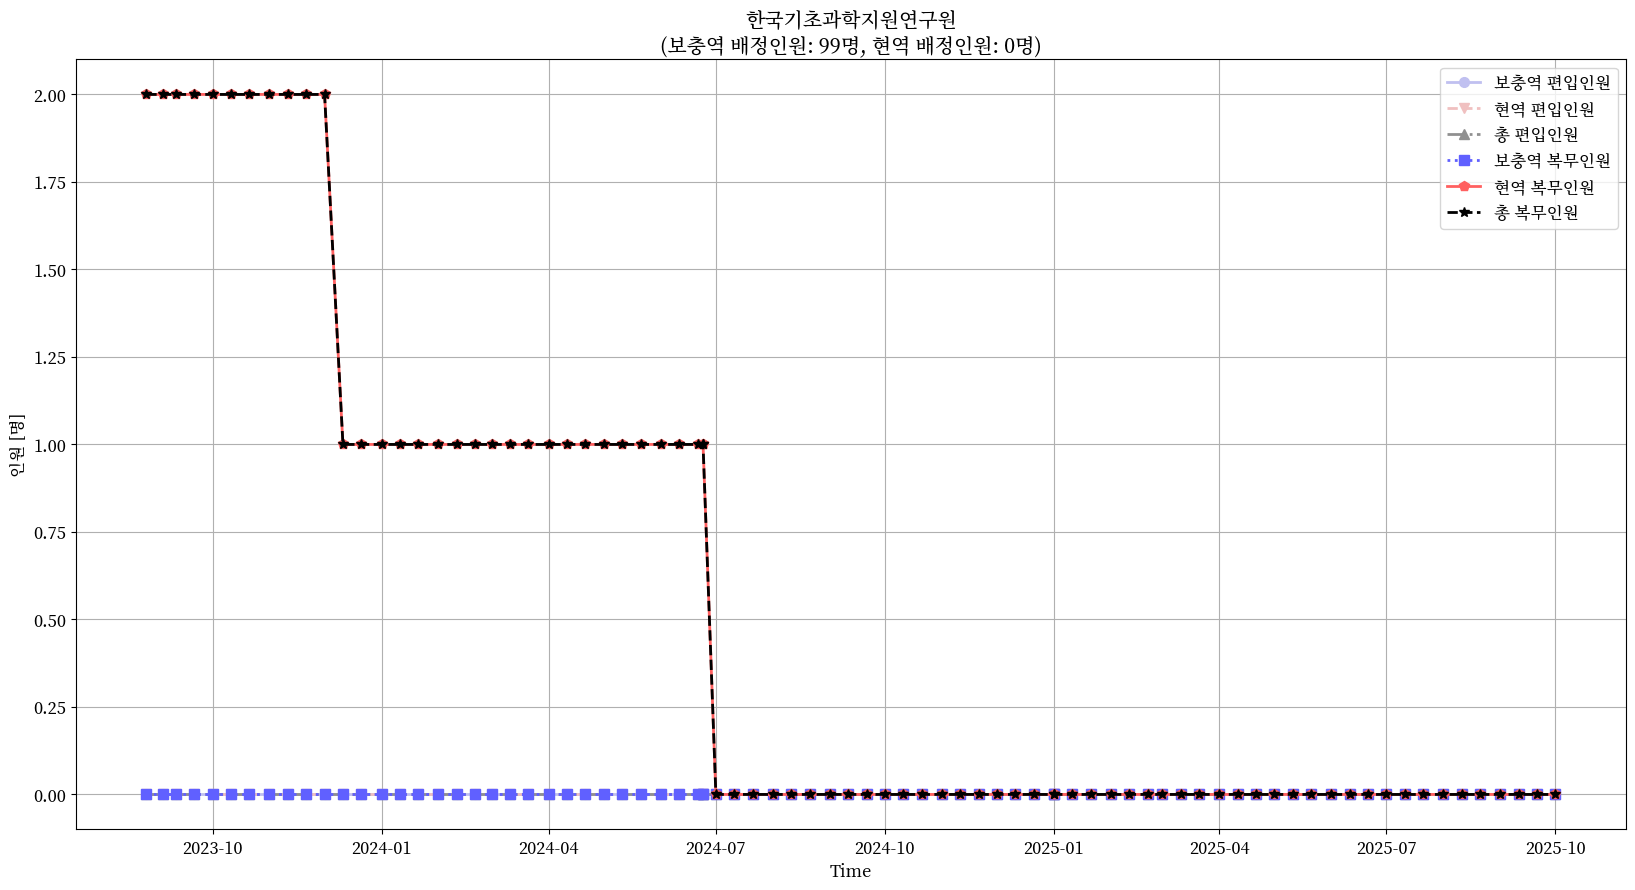 한국기초과학지원연구원
(보충역 배정인원: 99명, 현역 배정인원: 0명)
보충역 편입인원
현역 편입인원
총 편입인원
보충역 복무인원
현역 복무인원
총 복무인원
인원 [명]
2.00
1.75
1.50
1.25
1.00
0.75
0.50
0.25
0.00
2023-10 2024-01 2024-04 2024-07 2024-10 2025-01 2025-04 2025-07 2025-10
Time